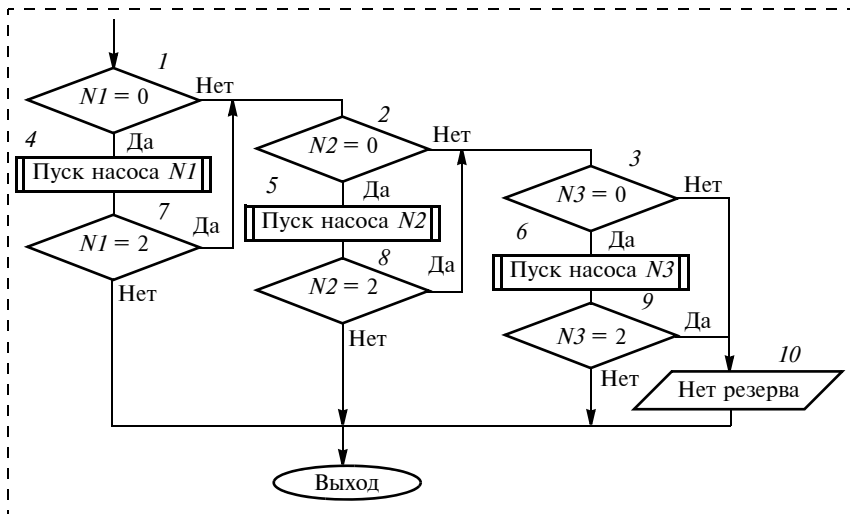 1
N1 = 0
Нет
Да
4
Пуск насоса N1
7
N1 = 2
Да
Нет
2
N2 = 0
Нет
Да
5
Пуск насоса N2
8
N2 = 2
Да
Нет
3
N3 = 0
Нет
Да
6
Пуск насоса N3
9
N3 = 2
Да
Нет
10
Нет резерва
Выход